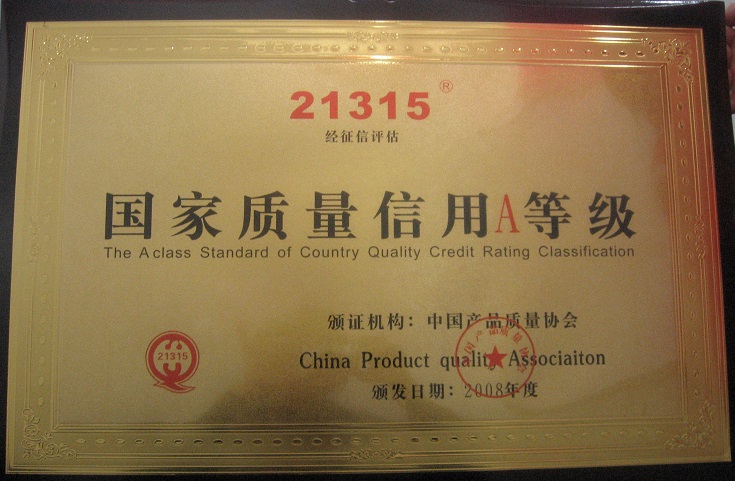 21315®
经征信评估
国家质量信用A等级
The A class Standard of Country Quality Credit Rating Classification
颁证机构：中国产品质量协会
China Product quality Associaiton
颁发日期：2008年度
21315